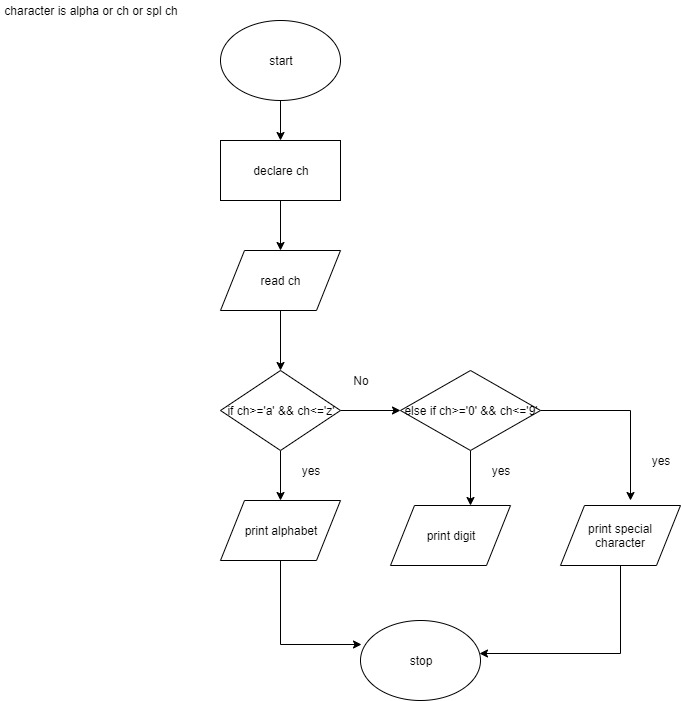 character is alpha or ch or spl ch
start
declare ch
read ch
No
if ch>='a' && ch<='z'
else if ch>='0' && ch<='9'
yes
yes
yes
print alphabet
print digit
print special
character
stop